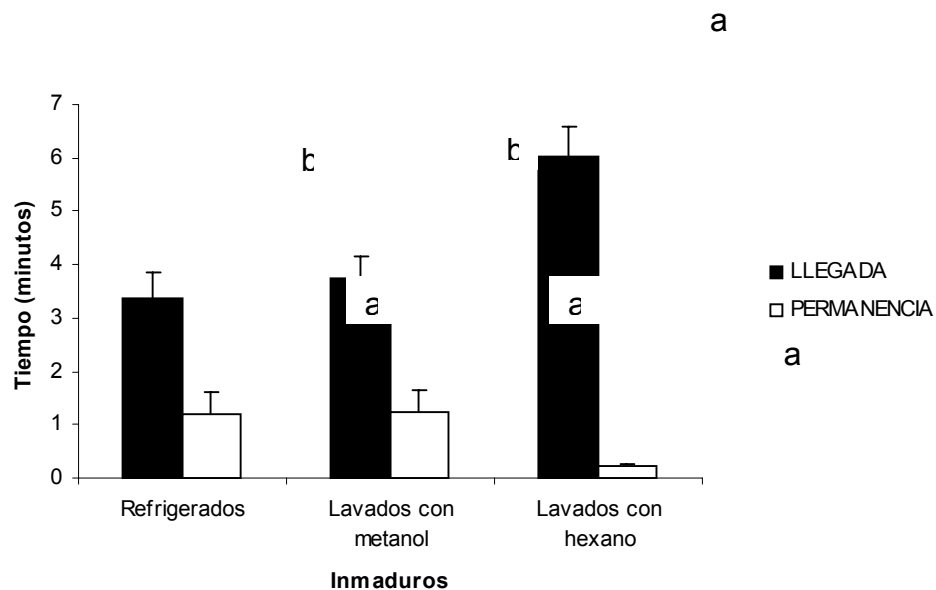 a
7
6
5
4
3
2
1
0
Tiempo (minutos)
b
b
a
a
Refrigerados
Lavados con
metanol
Lavados con
hexano
Inmaduros
LLEGADA
PERMANENCIA
a